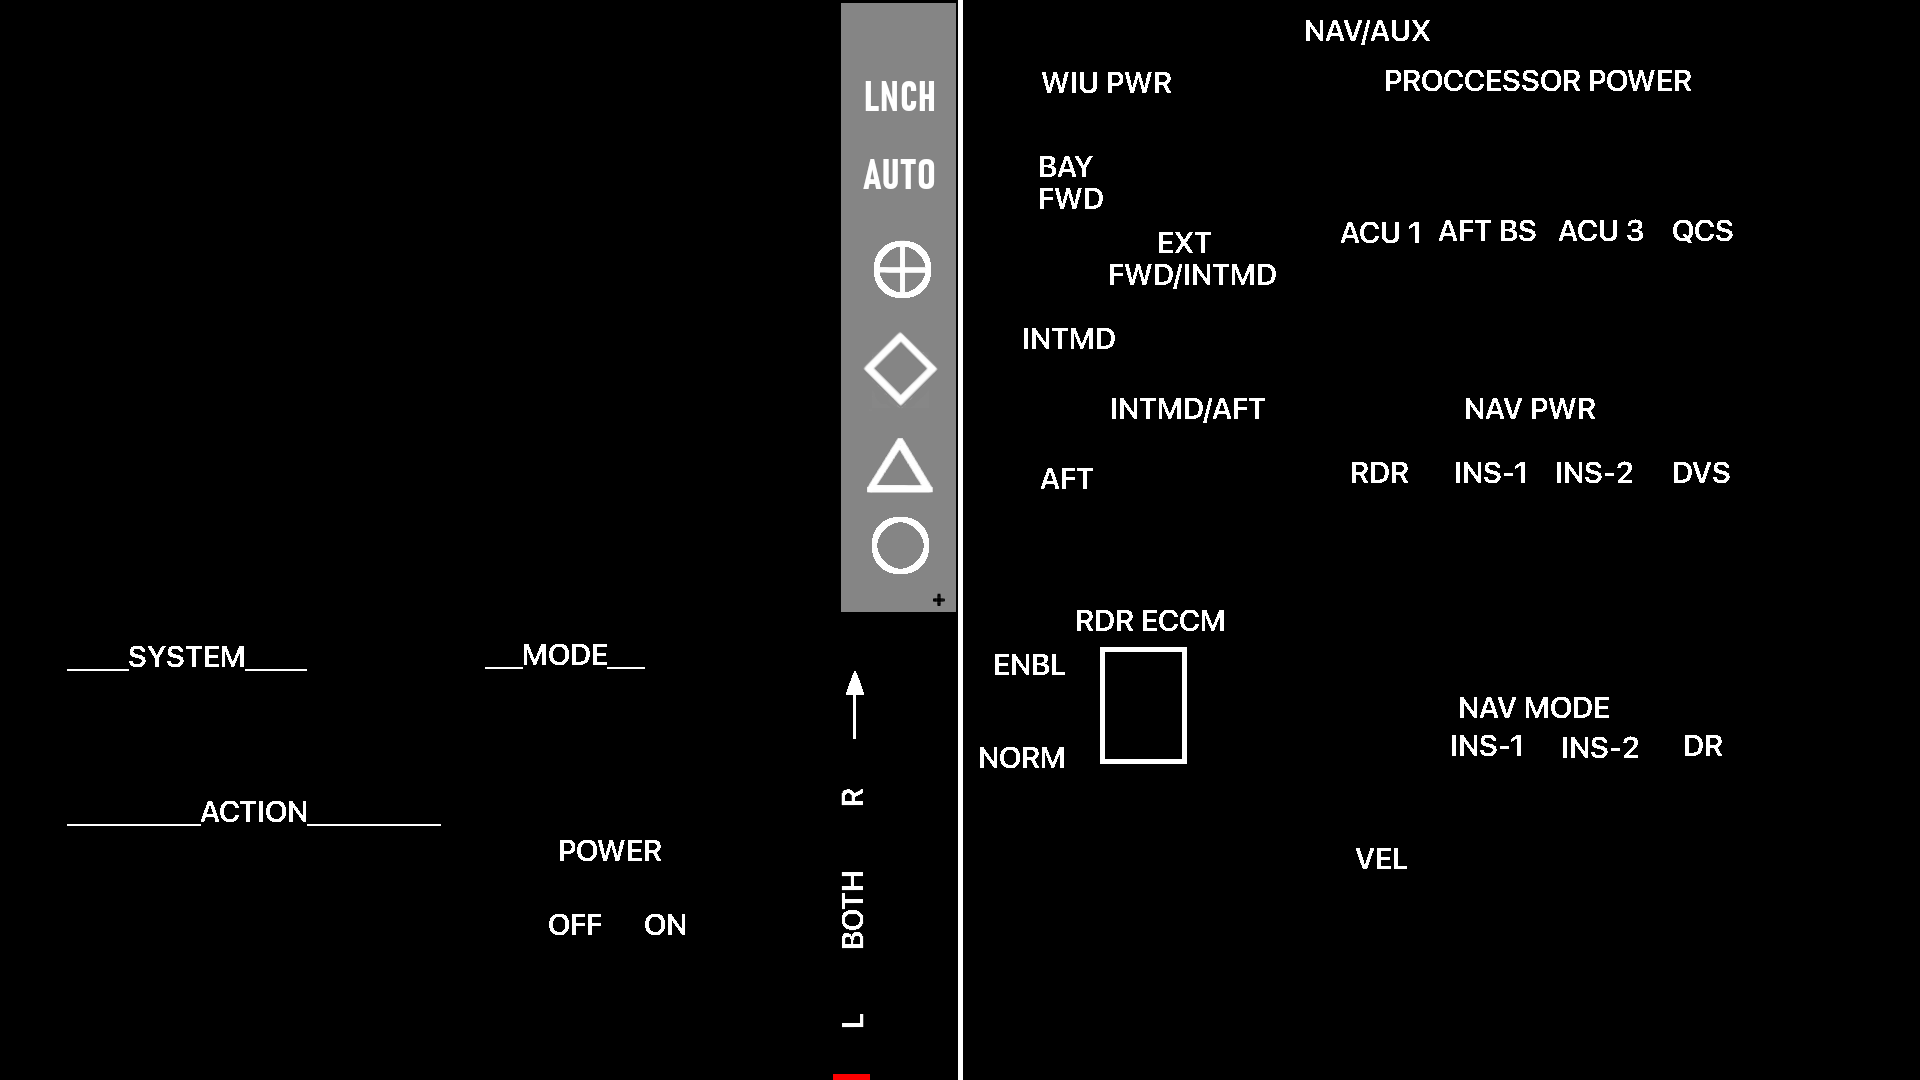 LNCH
AUTO
+
____SYSTEM____
__MODE__
_________ACTION_________
POWER
OFF ON
R
BOTH
L
NAV/AUX
WIU PWR
PROCCESSOR POWER
BAY
FWD
EXT
FWD/INTMD
ACU 1 AFT BS ACU 3 QCS
INTMD
INTMD/AFT
NAV PWR
AFT
RDR INS-1 INS-2 DVS
RDR ECCM
ENBL
NORM
NAV MODE
INS-1 INS-2 DR
VEL